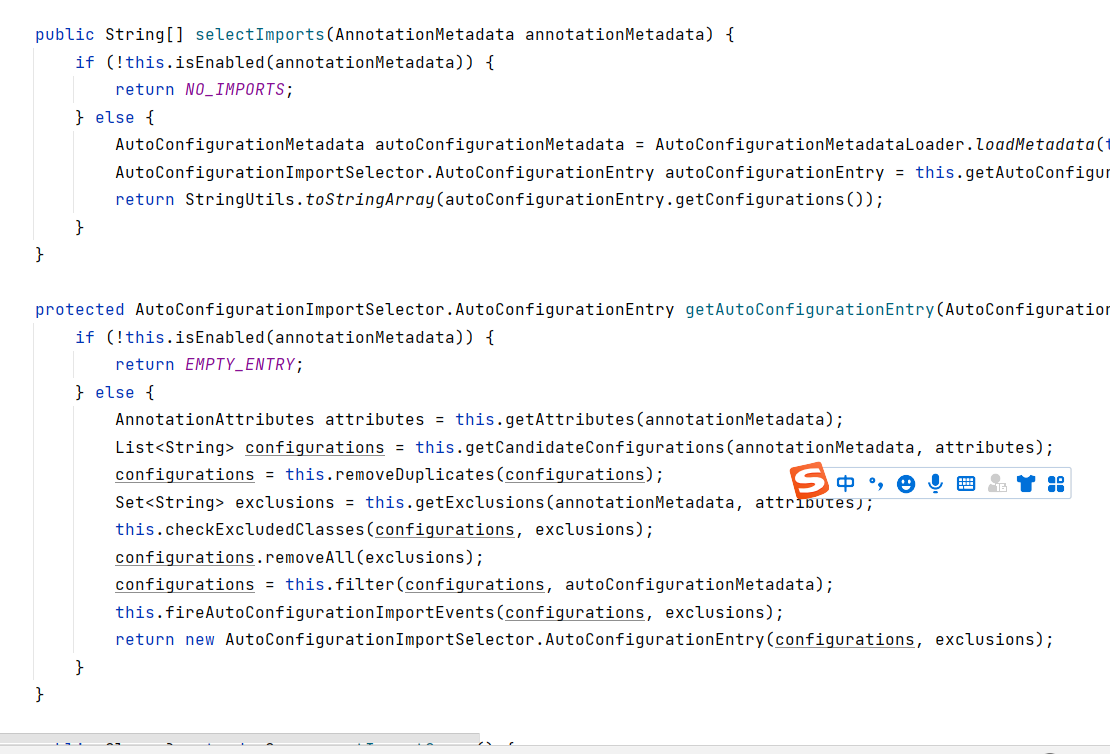 public String[] selectImports(AnnotationMetadata annotationMetadata) {
if (!this.isEnabled(annotationMetadata)) {
return NO_IMPORTS;
} else {
AutoConfigurationMetadata autoConfigurationMetadata = AutoConfigurationMetadataLoader.loadMetadata(
AutoConfigurationImportSelector.AutoConfigurationEntry autoConfigurationEntry = this.getAutoConfigur
return StringUtils.toStringArray(autoConfigurationEntry.getConfigurations());
}
}
protected AutoConfigurationImportSelector.AutoConfigurationEntry getAutoConfigurationEntry(AutoConfiguration
if (!this.isEnabled(annotationMetadata)) {
return EMPTY_ENTRY;
} else {
AnnotationAttributes attributes = this.getAttributes(annotationMetadata);
List<String> configurations = this.getCandidateConfigurations(annotationMetadata, attributes);
configurations = this.removeDuplicates(configurations);
中
Set<String> exclusions = this.getExclusions(annotationMetadata, attributes);
this.checkExcludedClasses(configurations, exclusions);
configurations.removeAll(exclusions);
configurations = this.filter(configurations, autoConfigurationMetadata);
this.fireAutoConfigurationImportEvents(configurations, exclusions);
return new AutoConfigurationImportSelector.AutoConfigurationEntry(configurations, exclusions);
}
}